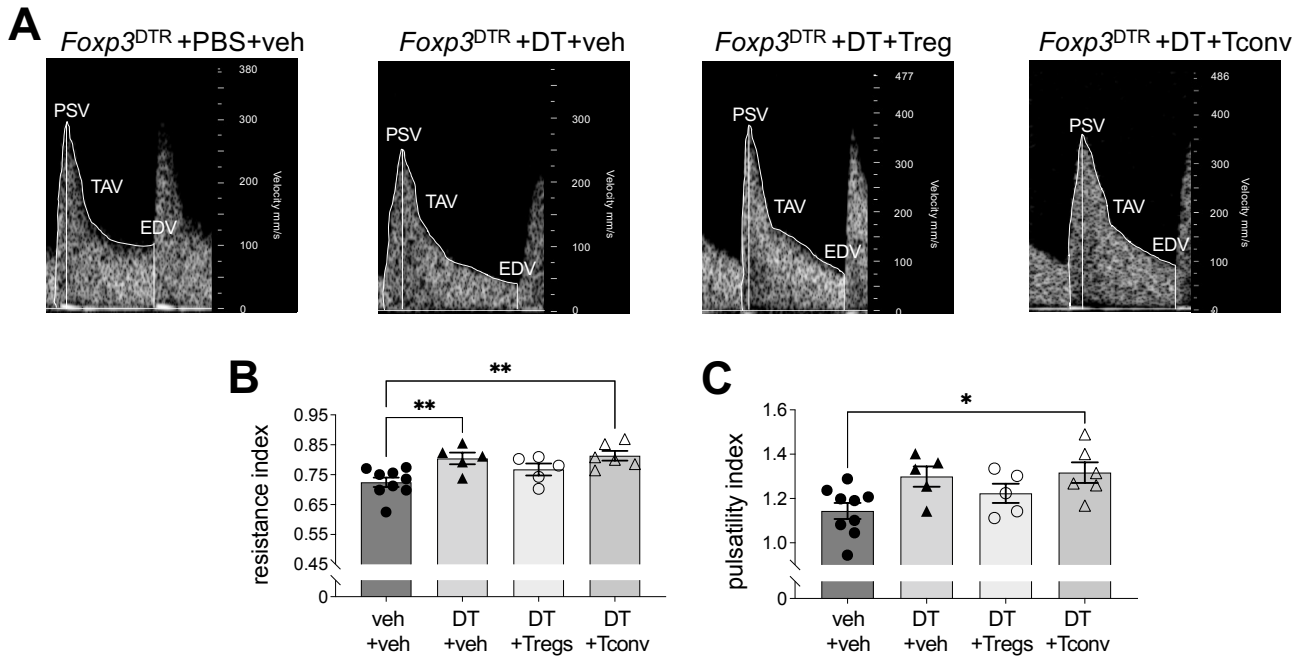 A
Foxp3DTR +PBS+veh
Foxp3DTR +DT+veh
Foxp3DTR +DT+Treg
Foxp3DTR +DT+Tconv
380
300
200
100
0
Velocity mm/s
PSV
TAV
EDV
300
200
100
0
Velocity mm/s
PSV
TAV
EDV
477
400
300
200
100
0
Velocity mm/s
PSV
TAV
EDV
486
400
300
200
100
0
Velocity mm/s
PSV
TAV
EDV
B
resistance index
0.95
0.85
0.75
0.65
0.55
0.45
0
**
**
veh
+veh
DT
+veh
DT
+Tregs
DT
+Tconv
C
pulsatility index
1.6
1.4
1.2
1.0
0
*
veh
+veh
DT
+veh
DT
+Tregs
DT
+Tconv